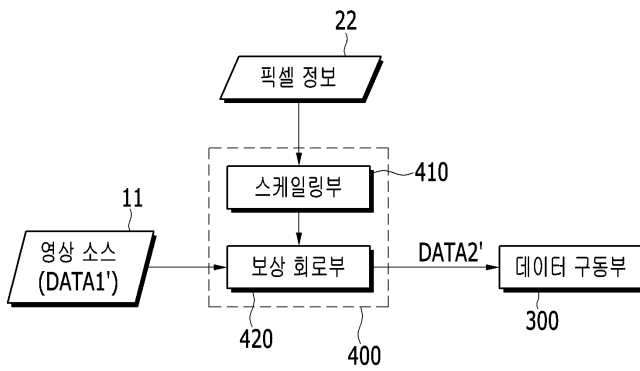 22
픽셀 정보
스케일링부
410
11
영상 소스
(DATA1')
보상 회로부
DATA2'
데이터 구동부
420
400
300